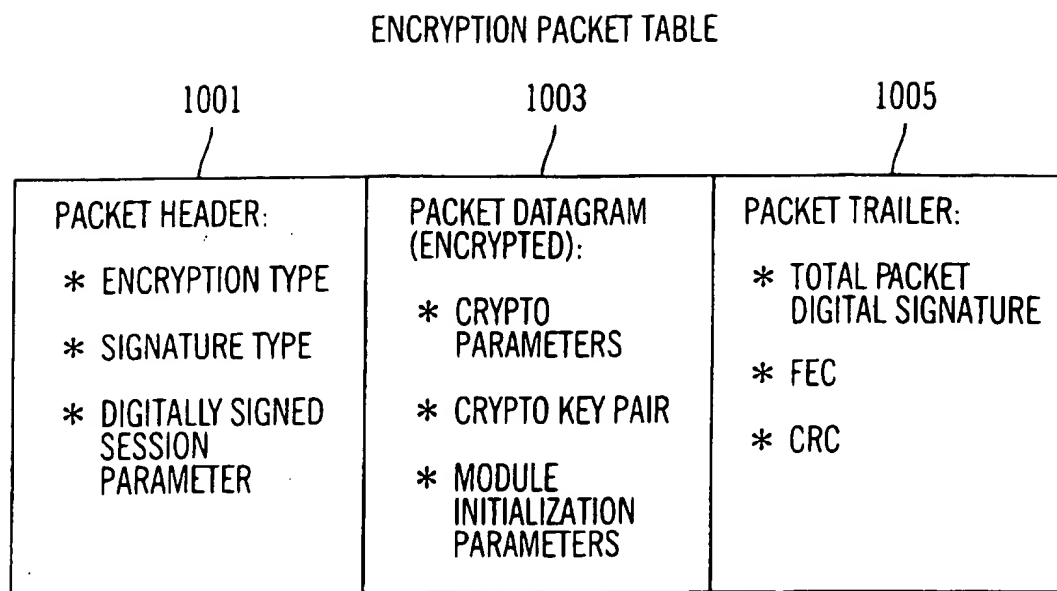 ENCRYPTION PACKET TABLE
1001
1003
1005
PACKET HEADER:
* ENCRYPTION TYPE
* SIGNATURE TYPE
* DIGITALLY SIGNED
SESSION
PARAMETER
PACKET DATAGRAM
(ENCRYPTED):
* CRYPTO
PARAMETERS
* CRYPTO KEY PAIR
* MODULE
INITIALIZATION
PARAMETERS
PACKET TRAILER:
* TOTAL PACKET
DIGITAL SIGNATURE
* FEC
* CRC